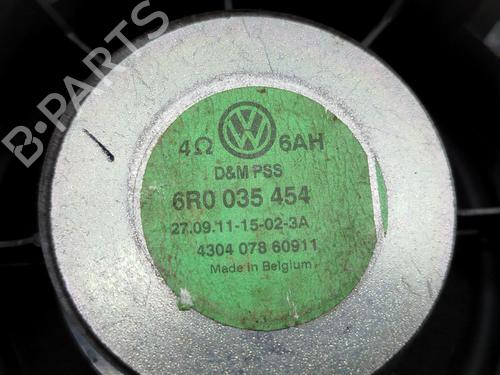 B-PARTS
4Ω 6AH
D&M PSS
6R0 035 454
27.09.11-15-02-3A
4304 078 60911
Made in Belgium